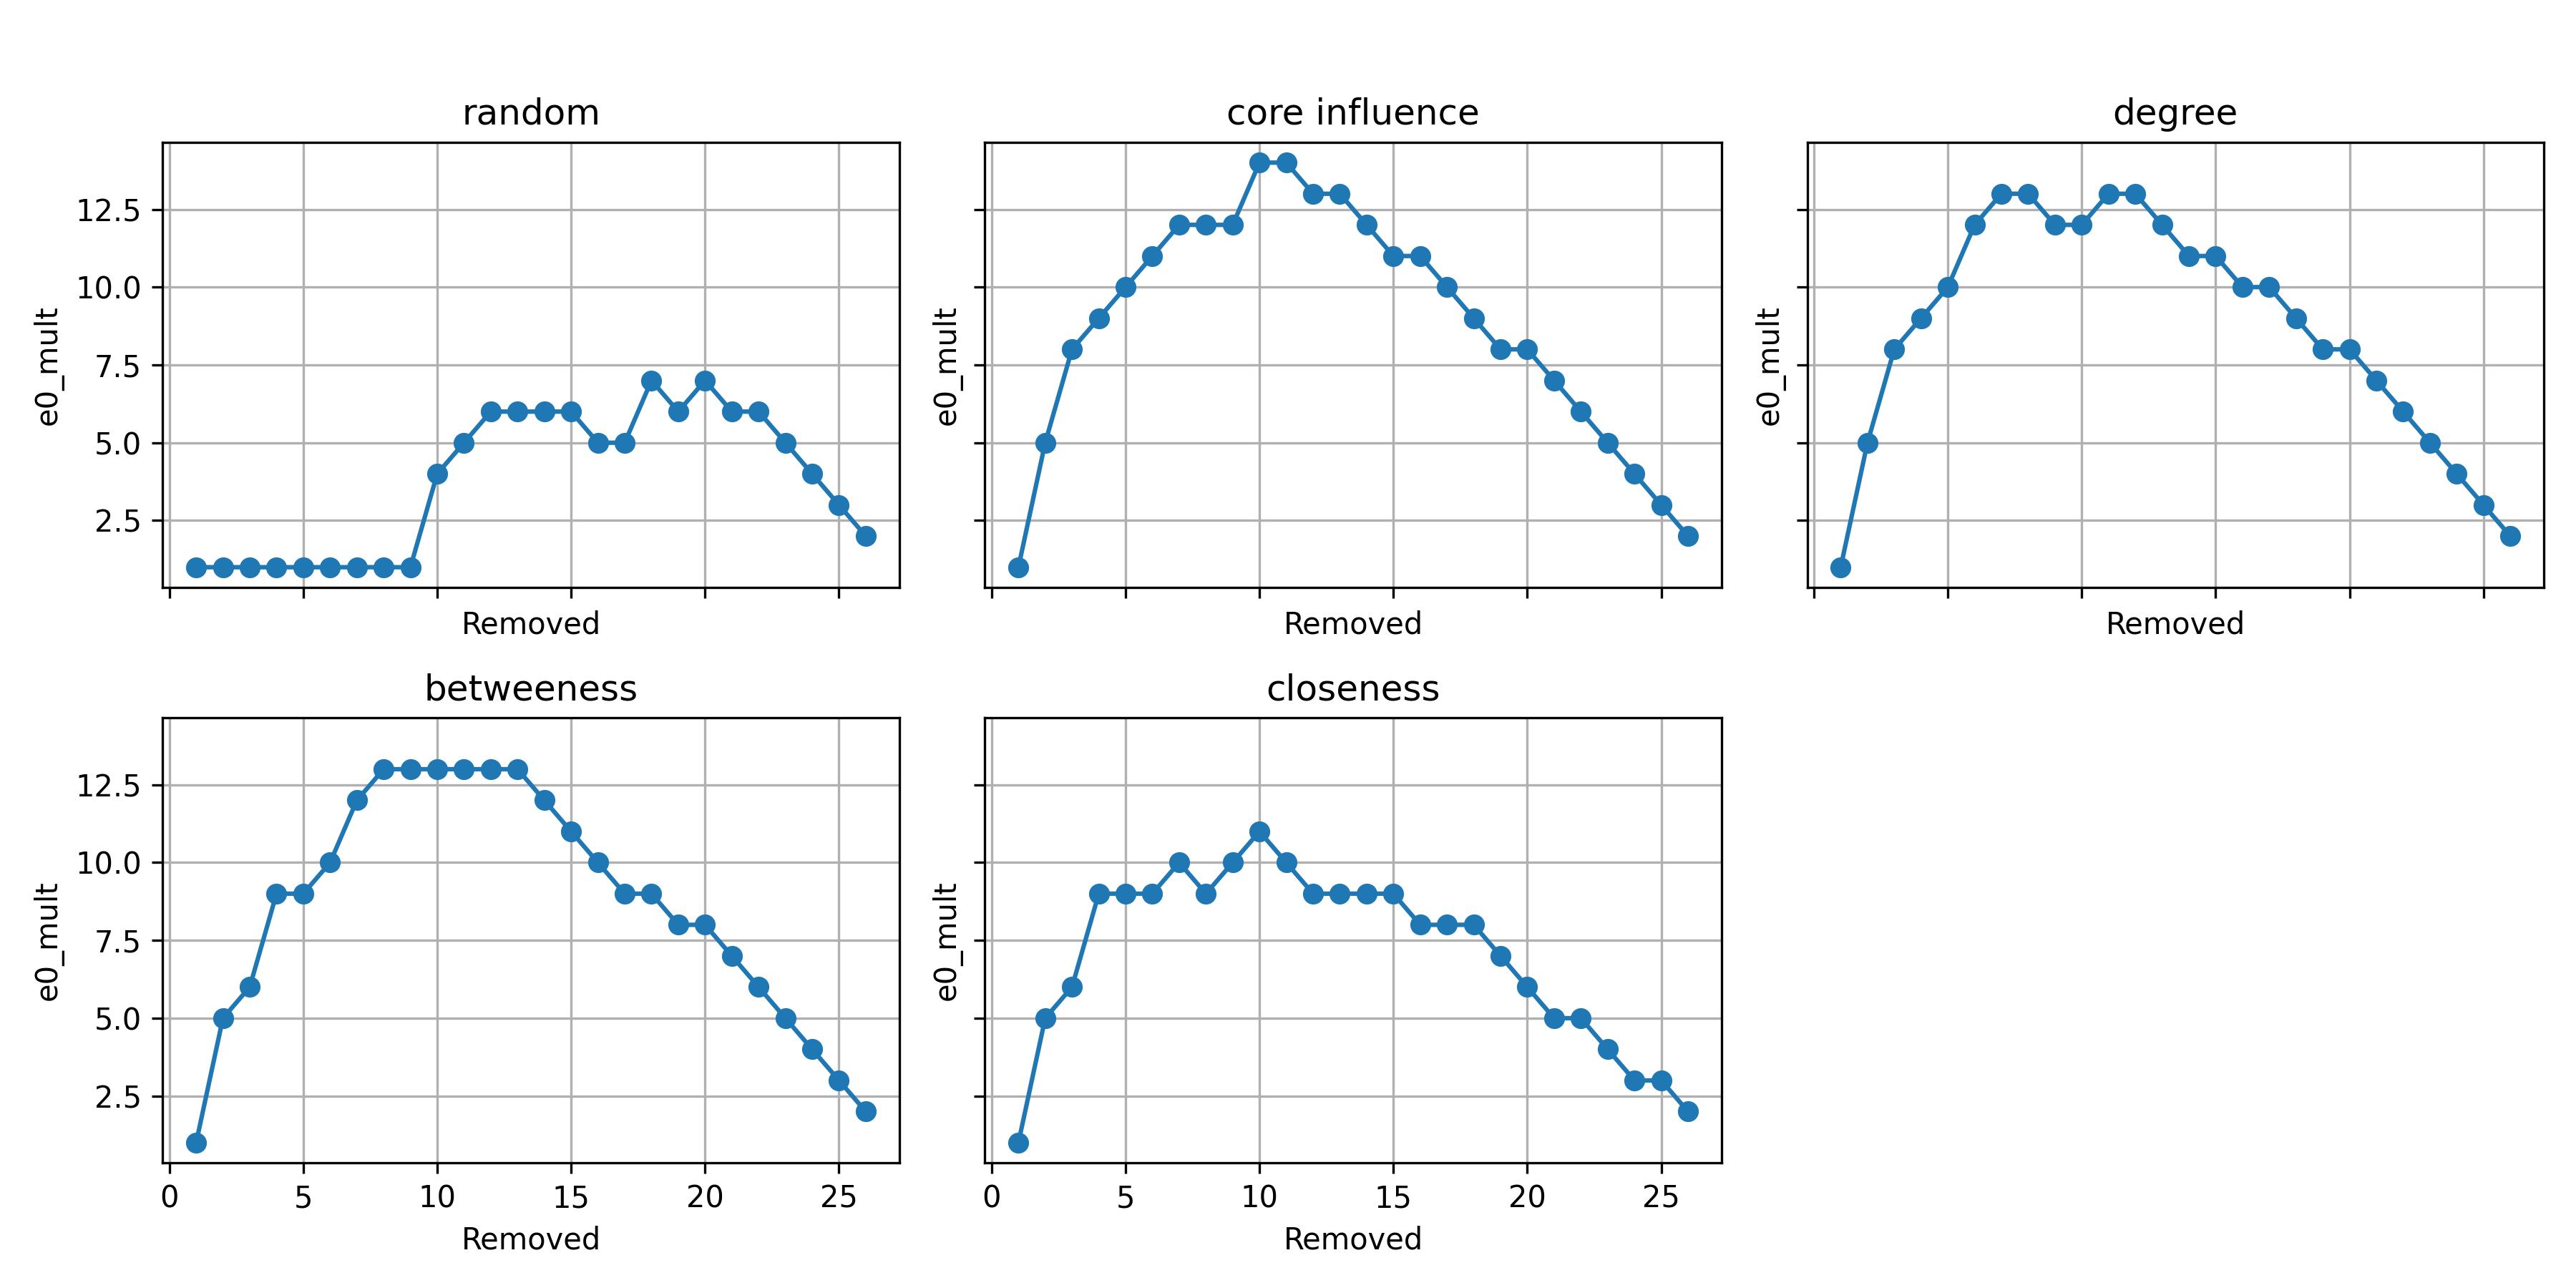 random
core influence
degree
12.5
10.0
7.5
5.0
2.5
e0_mult
e0_mult
e0_mult
Removed
Removed
Removed
betweeness
closeness
12.5
10.0
7.5
5.0
2.5
e0_mult
e0_mult
0 5 10 15 20 25
0 5 10 15 20 25
Removed
Removed